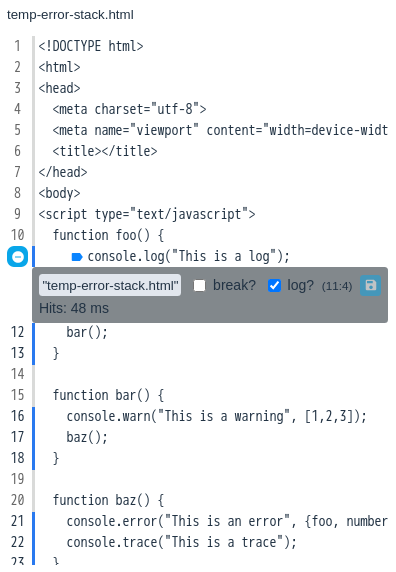 temp-error-stack.html
1 <!DOCTYPE html>
2 <html>
3 <head>
4   <meta charset="utf-8">
5   <meta name="viewport" content="width=device-widt
6   <title></title>
7 </head>
8 <body>
9 <script type="text/javascript">
10   function foo() {
console.log("This is a log");
"temp-error-stack.html" break? log? (11:4)
Hits: 48 ms
12     bar();
13   }
14
15   function bar() {
16     console.warn("This is a warning", [1,2,3]);
17     baz();
18   }
19
20   function baz() {
21     console.error("This is an error", {foo, number
22     console.trace("This is a trace");
23   }